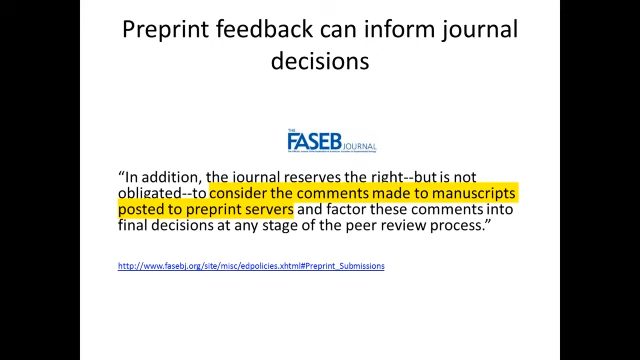 Preprint feedback can inform journal
decisions
THE
FASEB JOURNAL
“In addition, the journal reserves the right--but is not
obligated--to consider the comments made to manuscripts
posted to preprint servers and factor these comments into
final decisions at any stage of the peer review process.”
http://www.fasebj.org/site/misc/edpolicies.xhtml#Preprint_Submissions